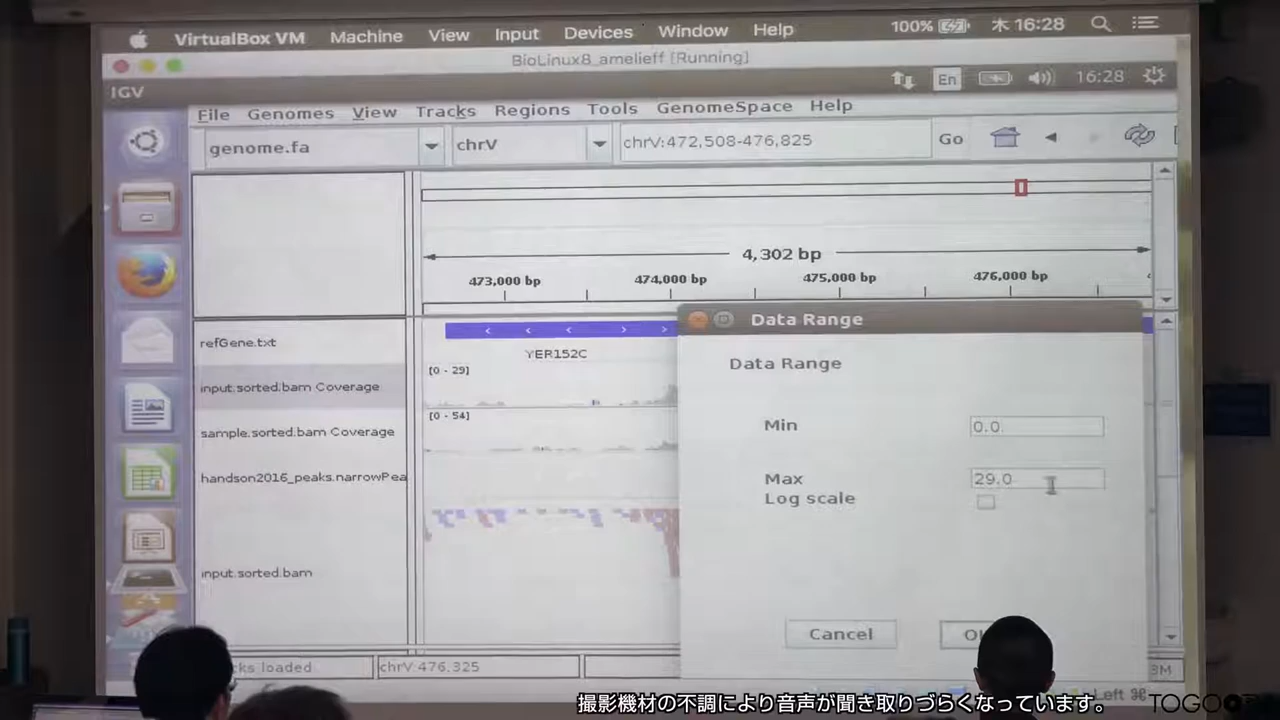 VirtualBox VM Machine View Input Devices Window Help 100% 木 16:28
BioLinux8_amelieff [Running]
IGV En 16:28
File Genomes View Tracks Regions Tools GenomeSpace Help
genome.fa chrV chrV:472,508-476,825 Go
4,302 bp
473,000 bp 474,000 bp 475,000 bp 476,000 bp
Data Range
refGene.txt
YER152C
Data Range
[0 - 29]
input.sorted.bam Coverage
[0 - 54]
Min 0.0
sample.sorted.bam Coverage
handson2016_peaks.narrowPea
Max 29.0
Log scale
input.sorted.bam
Cancel
cks loaded chrV:476,325 3M
Left ⌘
撮影機材の不調により音声が聞き取りづらくなっています。